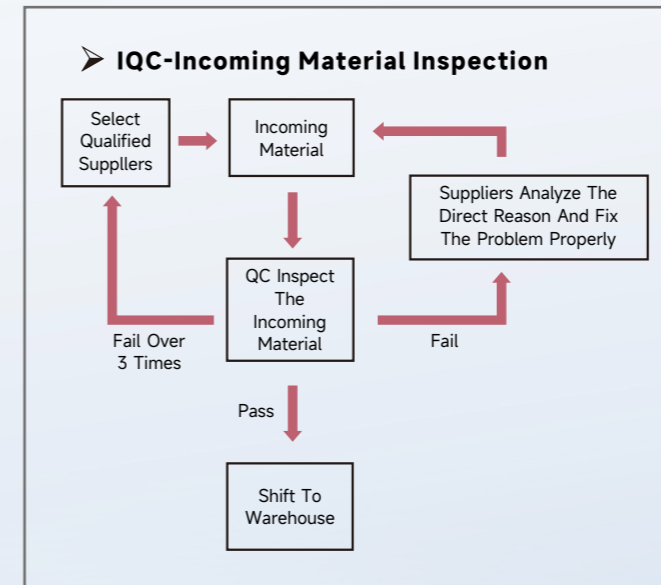 ➤ IQC-Incoming Material Inspection
Select
Qualified
Suppllers
Incoming
Material
Suppliers Analyze The
Direct Reason And Fix
The Problem Properly
QC Inspect
The
Incoming
Material
Fail Over
3 Times
Fail
Pass
Shift To
Warehouse